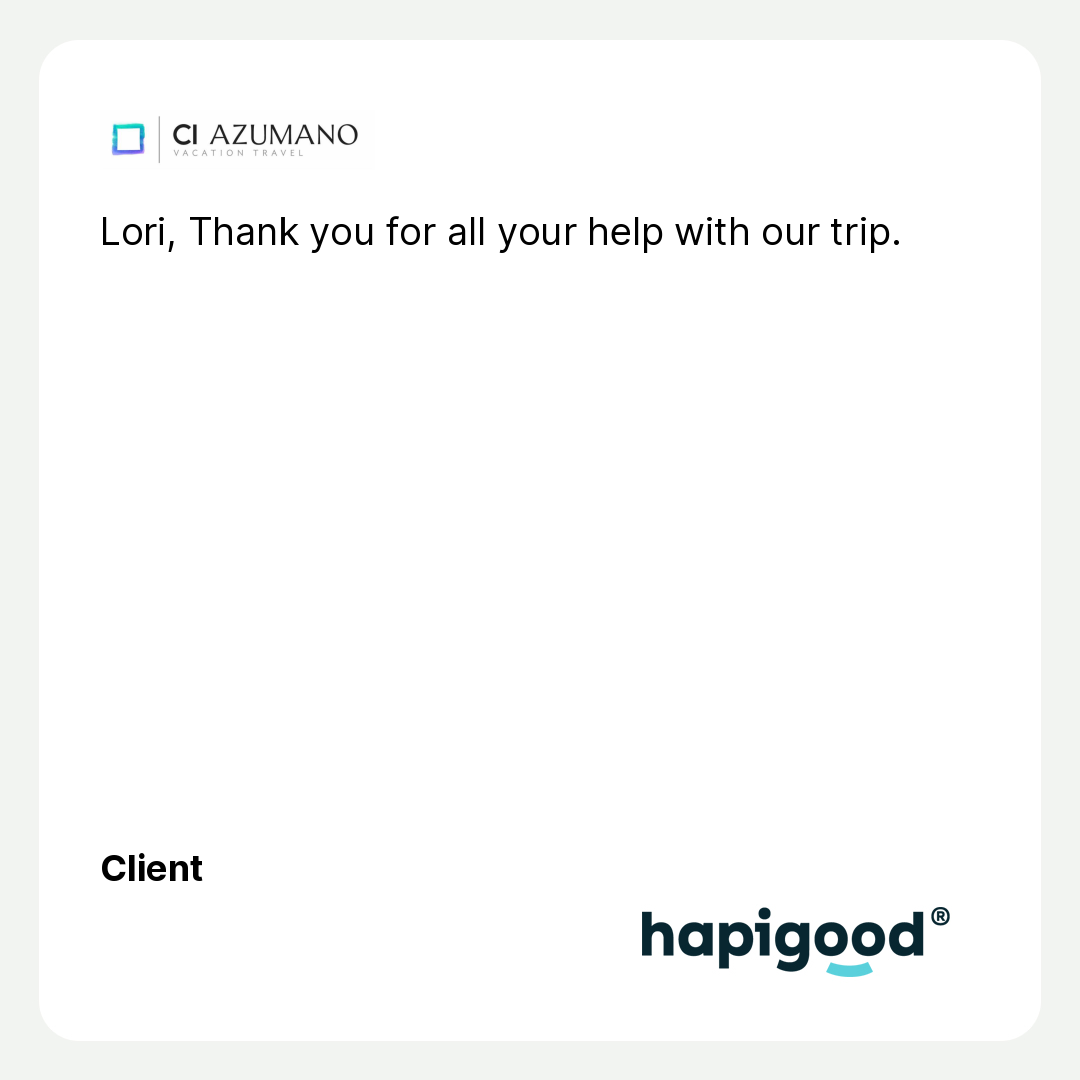 CI AZUMANO
VACATION TRAVEL
Lori, Thank you for all your help with our trip.
Client
hapigood®